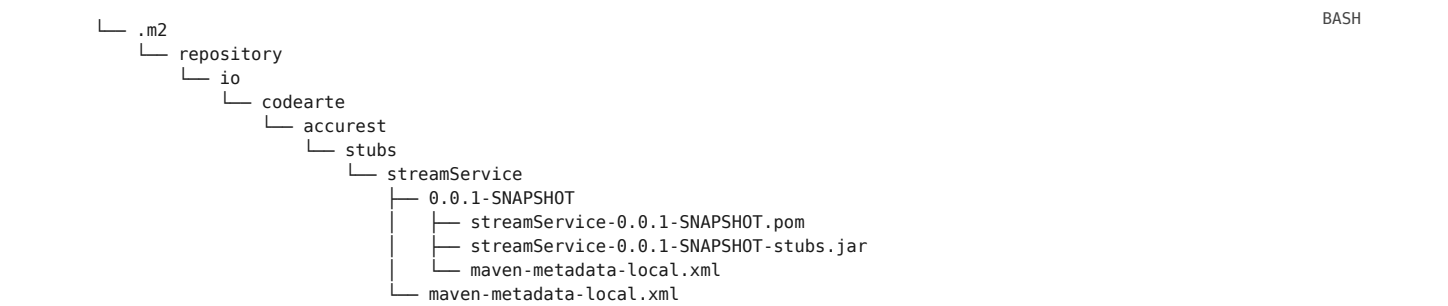 BASH
└── .m2
    └── repository
        └── io
            └── codearte
                └── accurest
                    └── stubs
                        └── streamService
                            ├── 0.0.1-SNAPSHOT
                            │   ├── streamService-0.0.1-SNAPSHOT.pom
                            │   ├── streamService-0.0.1-SNAPSHOT-stubs.jar
                            │   └── maven-metadata-local.xml
                            └── maven-metadata-local.xml